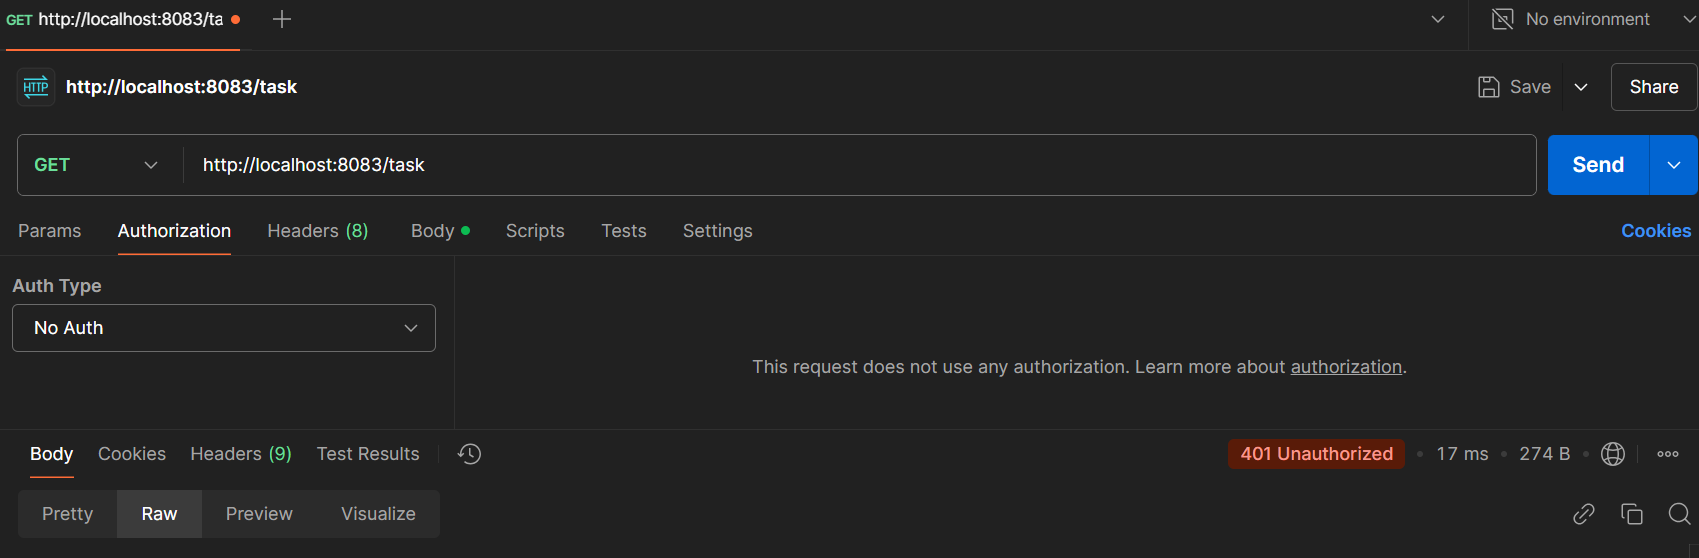 GET http://localhost:8083/ta
No environment
HTTP http://localhost:8083/task
Save
Share
GET http://localhost:8083/task
Send
Params Authorization Headers (8) Body Scripts Tests Settings Cookies
Auth Type
No Auth
This request does not use any authorization. Learn more about authorization.
Body Cookies Headers (9) Test Results 401 Unauthorized 17 ms 274 B
Pretty Raw Preview Visualize